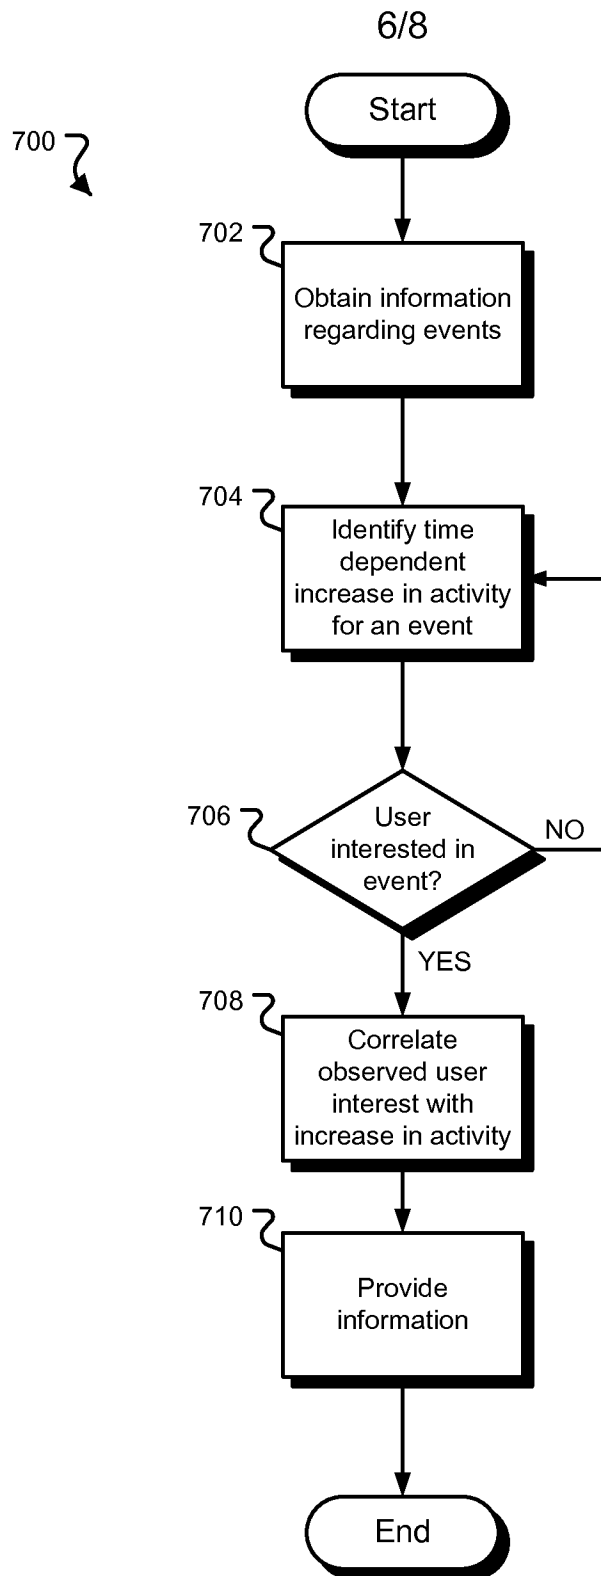 6/8
Start
700
702
Obtain information
regarding events
704
Identify time
dependent
increase in activity
for an event
706
User
interested in
event?
NO
YES
708
Correlate
observed user
interest with
increase in activity
710
Provide
information
End